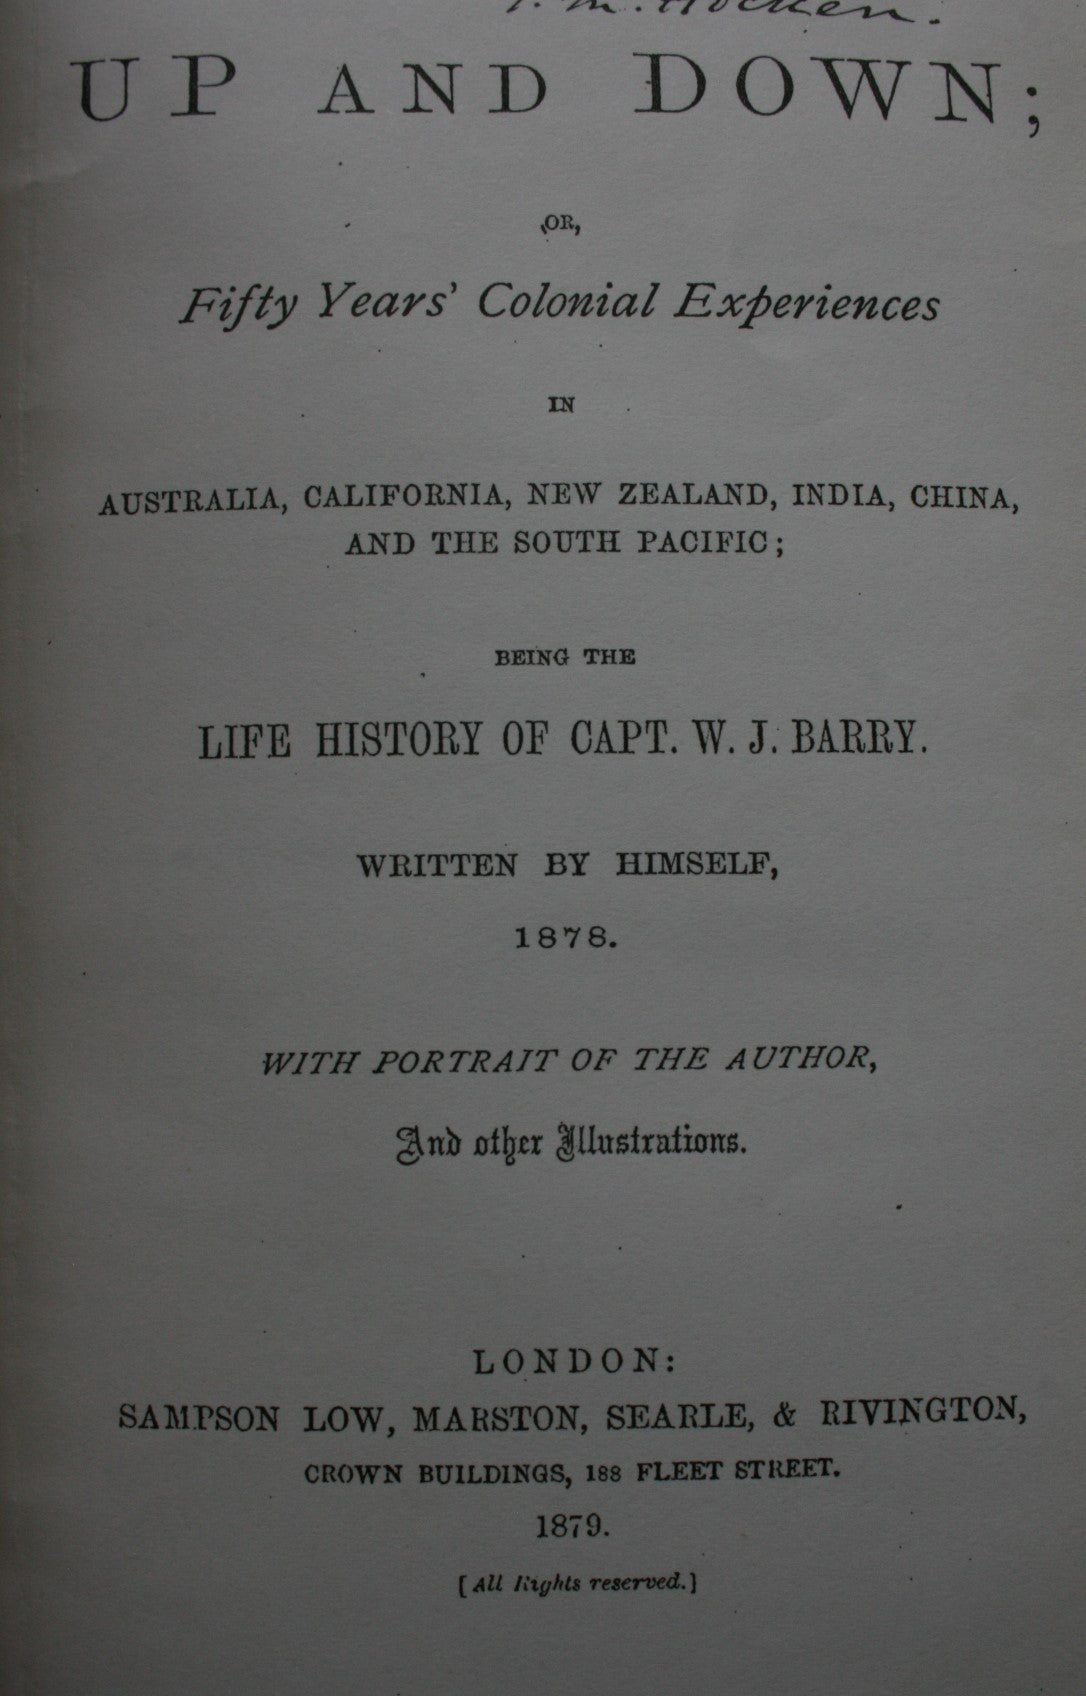 T. M. Hocken.
UP AND DOWN;
OR,
Fifty Years' Colonial Experiences
IN
AUSTRALIA, CALIFORNIA, NEW ZEALAND, INDIA, CHINA,
AND THE SOUTH PACIFIC;
BEING THE
LIFE HISTORY OF CAPT. W. J. BARRY.
WRITTEN BY HIMSELF,
1878.
WITH PORTRAIT OF THE AUTHOR,
And other Illustrations.
LONDON:
SAMPSON LOW, MARSTON, SEARLE, & RIVINGTON,
CROWN BUILDINGS, 188 FLEET STREET.
1879.
[All Rights reserved.]